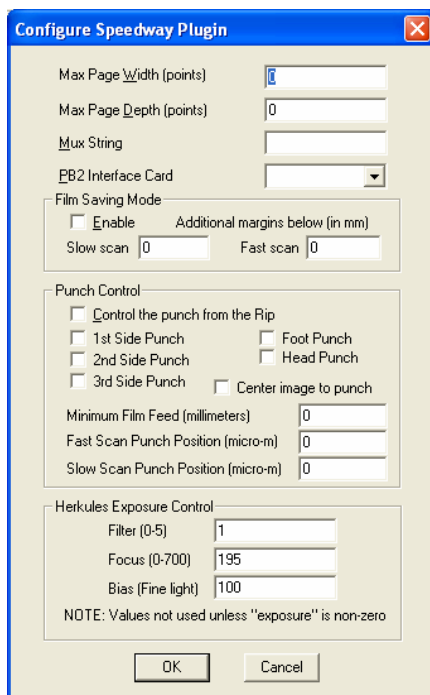 Configure Speedway Plugin
Max Page Width (points) 0
Max Page Depth (points) 0
Mux String
PB2 Interface Card
Film Saving Mode
Enable Additional margins below (in mm)
Slow scan 0 Fast scan 0
Punch Control
Control the punch from the Rip
1st Side Punch Foot Punch
2nd Side Punch Head Punch
3rd Side Punch Center image to punch
Minimum Film Feed (millimeters) 0
Fast Scan Punch Position (micro-m) 0
Slow Scan Punch Position (micro-m) 0
Herkules Exposure Control
Filter (0-5) 1
Focus (0-700) 195
Bias (Fine light) 100
NOTE: Values not used unless "exposure" is non-zero
OK Cancel